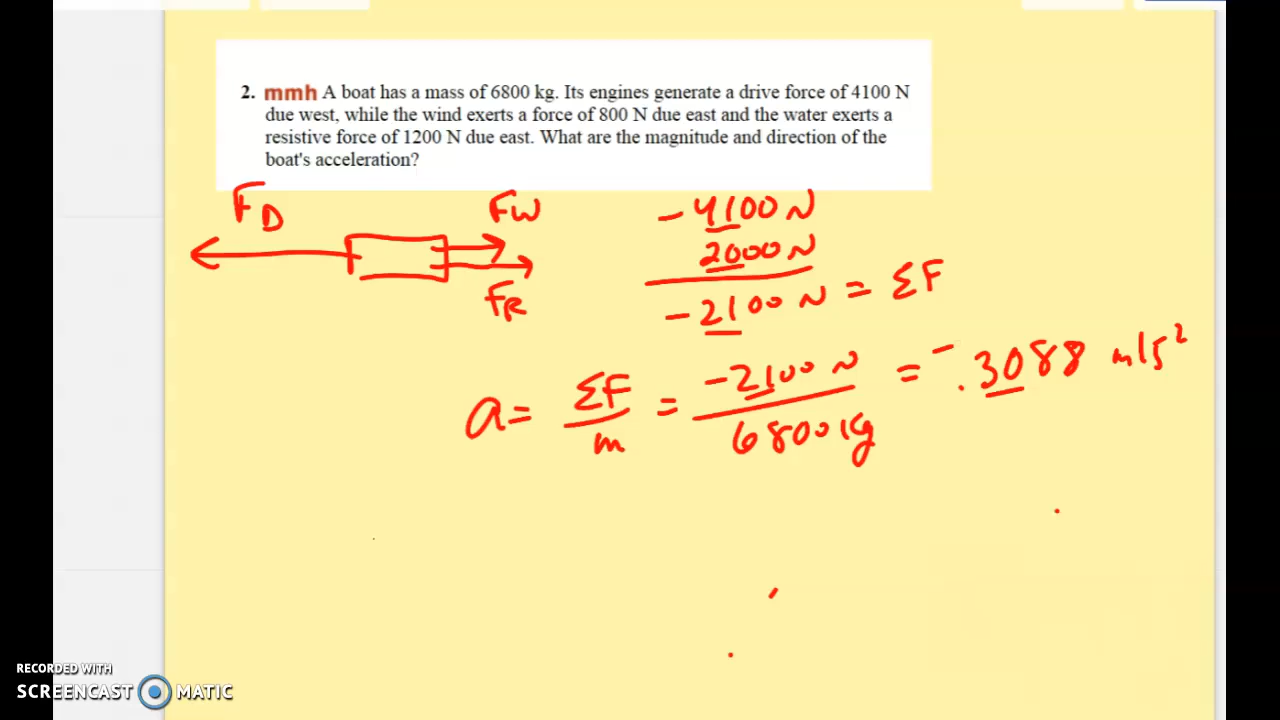 2. mmh A boat has a mass of 6800 kg. Its engines generate a drive force of 4100 N
due west, while the wind exerts a force of 800 N due east and the water exerts a
resistive force of 1200 N due east. What are the magnitude and direction of the
boat's acceleration?
FD
FW
FR
-4100 N
2000 N
-2100 N = ΣF
a = ΣF/m = -2100 N/6800 Kg = -.3088 m/s²
RECORDED WITH
SCREENCAST MATIC